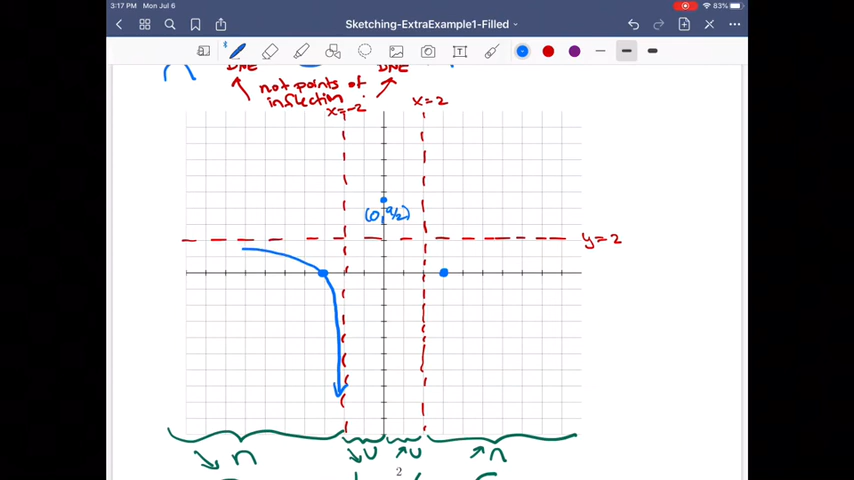 3:17 PM Mon Jul 6
83%
Sketching-ExtraExample1-Filled
DNE DNE
not points of
inflection
x=-2
x=2
(0, 9/2)
y=2
↘ n ↘ U ↗ U ↗ n
2